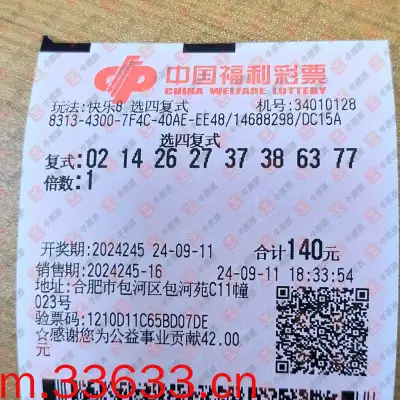 中国福利彩票
CHINA WELFARE LOTTERY
玩法:快乐8 选四复式 机号:34010128
8313-4300-7F4C-40AE-EE48/14688298/DC15A
选四复式
复式:02 14 26 27 37 38 63 77
倍数:1
开奖期:2024245 24-09-11 合计140元
销售期:2024245-16 24-09-11 18:33:54
地址:合肥市包河区包河苑C11幢
023号
验票码:1210D11C65BD07DE
☆感谢您为公益事业贡献42.00
元
m.33633.cn